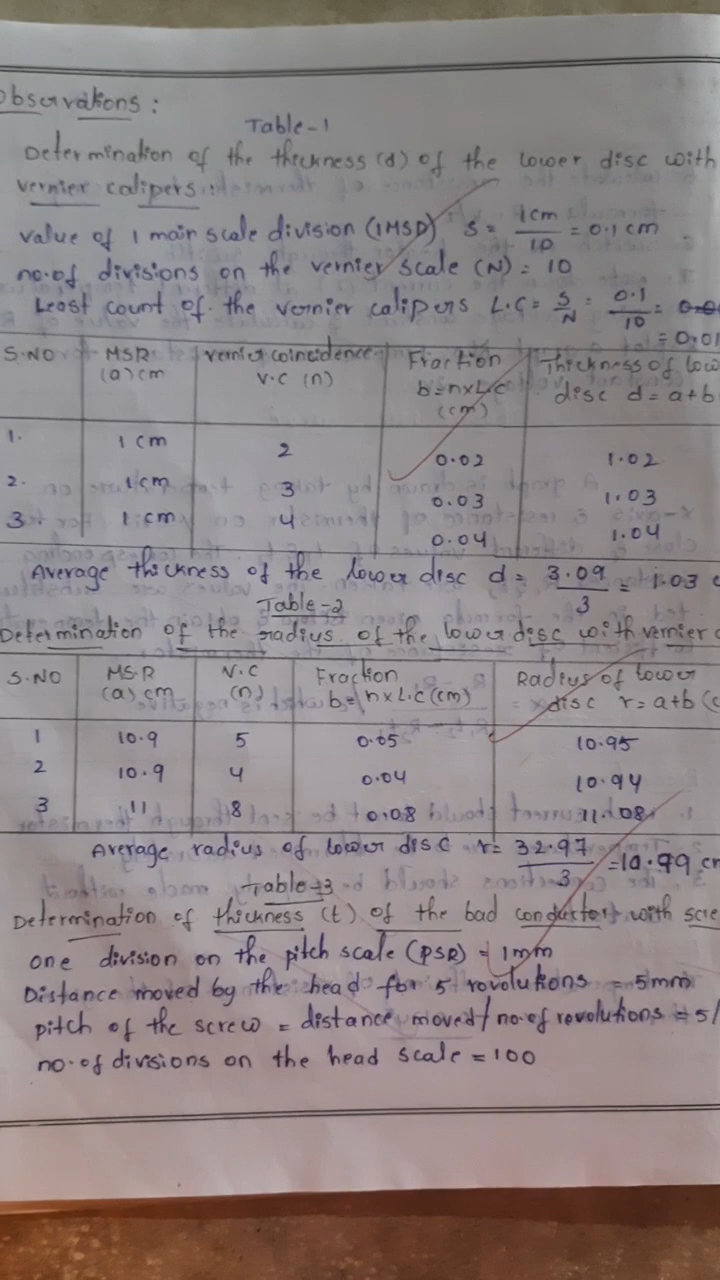 Observations :
Table-1
Determination of the thickness (d) of the lower disc with
vernier calipers:
value of 1 main scale division (1MSD) S = 1cm/10 = 0.1 cm
no.of divisions on the vernier scale (N) = 10
Least count of the vernier calipers L.C = S/N = 0.1/10 =
= 0.01
S.NO MSR (a) cm vernier coincidence V.C (n) Fraction b=n×L.C (cm) Thickness of low disc d = a+b
1. 1 cm 2 0.02 1.02
2. 1 cm 3 0.03 1.03
3 1.cm 4 0.04 1.04
Average thickness of the lower disc d = 3.09/3 = 1.03 c
Table-2
Determination of the radius of the lower disc with vernier c
S.NO MSR (a) cm V.C (n) Fraction b=n×L.C (cm) Radius of lower disc r=a+b (c
1 10.9 5 0.05 10.95
2 10.9 4 0.04 10.94
3 11 8 0.08 11.08
Average radius of lower disc r= 32.97/3 =10.99 cm
Table-3
Determination of thickness (t) of the bad conductor with scre
one division on the pitch scale (PSR) = 1mm
Distance moved by the head for 5 rovolutions = 5mm
pitch of the screw = distance moved/no.of rovolutions = 5/
no.of divisions on the head scale = 100